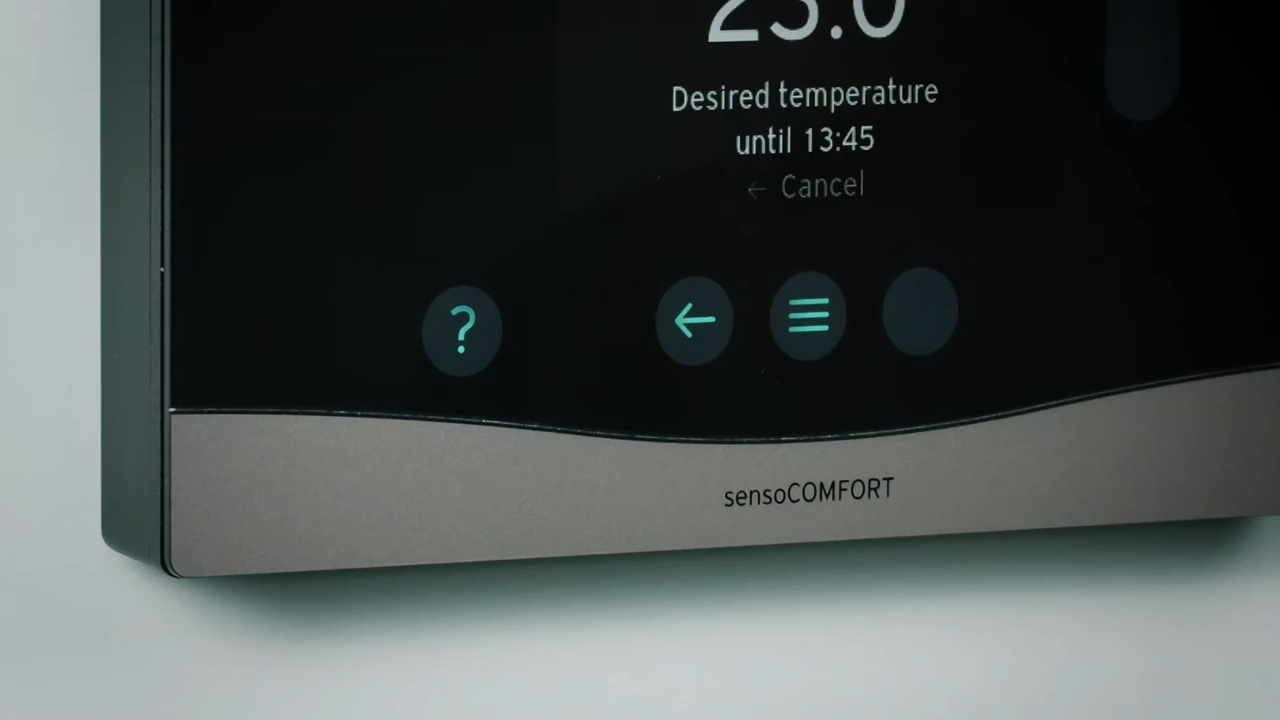 23.0
Desired temperature
until 13:45
← Cancel
?
sensoCOMFORT